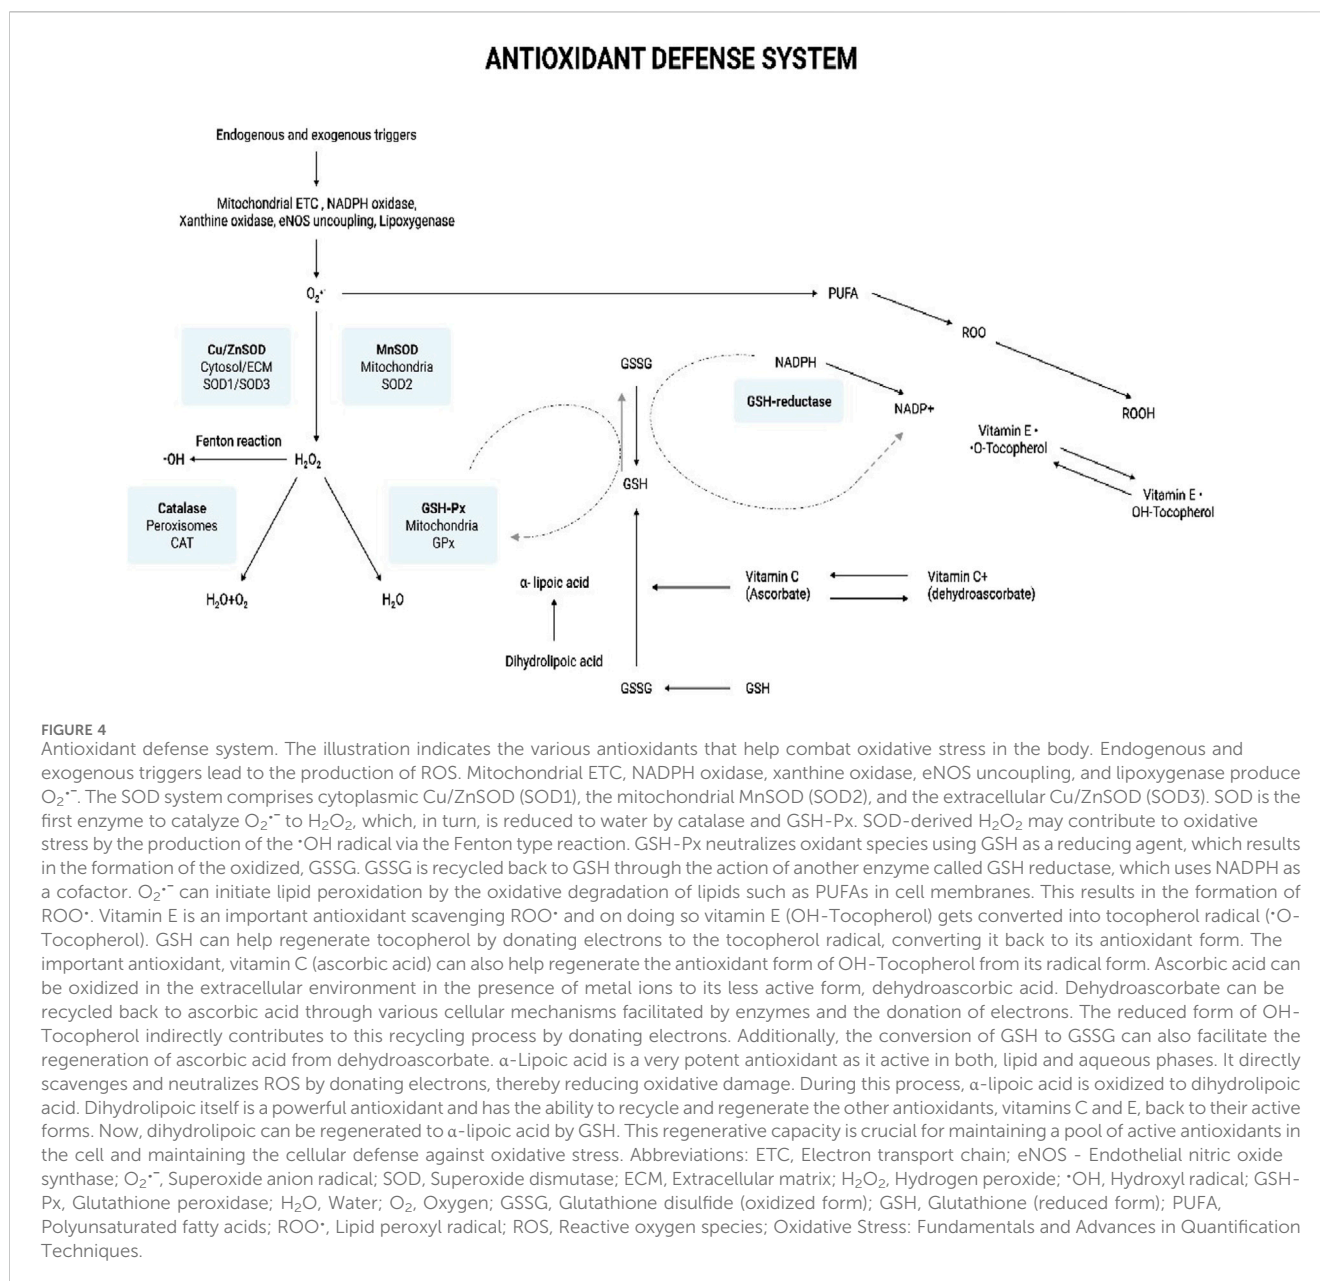 ANTIOXIDANT DEFENSE SYSTEM
Endogenous and exogenous triggers
Mitochondrial ETC , NADPH oxidase,
Xanthine oxidase, eNOS uncoupling, Lipoxygenase
O₂•⁻
PUFA
ROO
ROOH
Cu/ZnSOD
Cytosol/ECM
SOD1/SOD3
MnSOD
Mitochondria
SOD2
GSSG
NADPH
GSH-reductase
NADP+
Vitamin E •
•O-Tocopherol
Vitamin E •
OH-Tocopherol
Fenton reaction
·OH
H₂O₂
GSH
Catalase
Peroxisomes
CAT
GSH-Px
Mitochondria
GPx
H₂O+O₂
H₂O
α- lipoic acid
Vitamin C
(Ascorbate)
Vitamin C+
(dehydroascorbate)
Dihydrolipoic acid
GSSG
GSH
FIGURE 4
Antioxidant defense system. The illustration indicates the various antioxidants that help combat oxidative stress in the body. Endogenous and
exogenous triggers lead to the production of ROS. Mitochondrial ETC, NADPH oxidase, xanthine oxidase, eNOS uncoupling, and lipoxygenase produce
O₂•⁻. The SOD system comprises cytoplasmic Cu/ZnSOD (SOD1), the mitochondrial MnSOD (SOD2), and the extracellular Cu/ZnSOD (SOD3). SOD is the
first enzyme to catalyze O₂•⁻ to H₂O₂, which, in turn, is reduced to water by catalase and GSH-Px. SOD-derived H₂O₂ may contribute to oxidative
stress by the production of the •OH radical via the Fenton type reaction. GSH-Px neutralizes oxidant species using GSH as a reducing agent, which results
in the formation of the oxidized, GSSG. GSSG is recycled back to GSH through the action of another enzyme called GSH reductase, which uses NADPH as
a cofactor. O₂•⁻ can initiate lipid peroxidation by the oxidative degradation of lipids such as PUFAs in cell membranes. This results in the formation of
ROO•. Vitamin E is an important antioxidant scavenging ROO• and on doing so vitamin E (OH-Tocopherol) gets converted into tocopherol radical (•O-
Tocopherol). GSH can help regenerate tocopherol by donating electrons to the tocopherol radical, converting it back to its antioxidant form. The
important antioxidant, vitamin C (ascorbic acid) can also help regenerate the antioxidant form of OH-Tocopherol from its radical form. Ascorbic acid can
be oxidized in the extracellular environment in the presence of metal ions to its less active form, dehydroascorbic acid. Dehydroascorbate can be
recycled back to ascorbic acid through various cellular mechanisms facilitated by enzymes and the donation of electrons. The reduced form of OH-
Tocopherol indirectly contributes to this recycling process by donating electrons. Additionally, the conversion of GSH to GSSG can also facilitate the
regeneration of ascorbic acid from dehydroascorbate. α-Lipoic acid is a very potent antioxidant as it active in both, lipid and aqueous phases. It directly
scavenges and neutralizes ROS by donating electrons, thereby reducing oxidative damage. During this process, α-lipoic acid is oxidized to dihydrolipoic
acid. Dihydrolipoic itself is a powerful antioxidant and has the ability to recycle and regenerate the other antioxidants, vitamins C and E, back to their active
forms. Now, dihydrolipoic can be regenerated to α-lipoic acid by GSH. This regenerative capacity is crucial for maintaining a pool of active antioxidants in
the cell and maintaining the cellular defense against oxidative stress. Abbreviations: ETC, Electron transport chain; eNOS - Endothelial nitric oxide
synthase; O₂•⁻, Superoxide anion radical; SOD, Superoxide dismutase; ECM, Extracellular matrix; H₂O₂, Hydrogen peroxide; •OH, Hydroxyl radical; GSH-
Px, Glutathione peroxidase; H₂O, Water; O₂, Oxygen; GSSG, Glutathione disulfide (oxidized form); GSH, Glutathione (reduced form); PUFA,
Polyunsaturated fatty acids; ROO•, Lipid peroxyl radical; ROS, Reactive oxygen species; Oxidative Stress: Fundamentals and Advances in Quantification
Techniques.